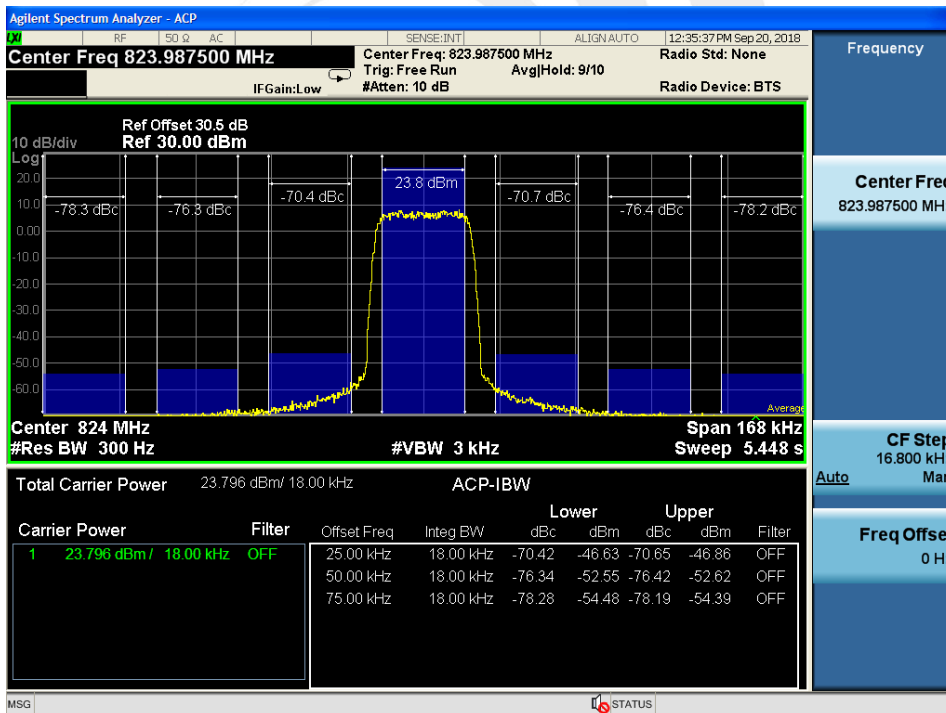 Agilent Spectrum Analyzer - ACP
LXI RF 50 Ω AC SENSE:INT ALIGN AUTO 12:35:37 PM Sep 20, 2018
Center Freq 823.987500 MHz
Center Freq: 823.987500 MHz Radio Std: None
Trig: Free Run Avg|Hold: 9/10
IFGain:Low #Atten: 10 dB Radio Device: BTS
Ref Offset 30.5 dB
10 dB/div Ref 30.00 dBm
Log
20.0
10.0
0.00
-10.0
-20.0
-30.0
-40.0
-50.0
-60.0
-78.3 dBc -76.3 dBc -70.4 dBc 23.8 dBm -70.7 dBc -76.4 dBc -78.2 dBc
Average
Center 824 MHz Span 168 kHz
#Res BW 300 Hz #VBW 3 kHz Sweep 5.448 s
Total Carrier Power 23.796 dBm/ 18.00 kHz ACP-IBW
Lower Upper
Carrier Power Filter Offset Freq Integ BW dBc dBm dBc dBm Filter
1 23.796 dBm / 18.00 kHz OFF 25.00 kHz 18.00 kHz -70.42 -46.63 -70.65 -46.86 OFF
50.00 kHz 18.00 kHz -76.34 -52.55 -76.42 -52.62 OFF
75.00 kHz 18.00 kHz -78.28 -54.48 -78.19 -54.39 OFF
MSG STATUS
Frequency
Center Fre
823.987500 MH
CF Step
16.800 kH
Auto Ma
Freq Offse
0 H